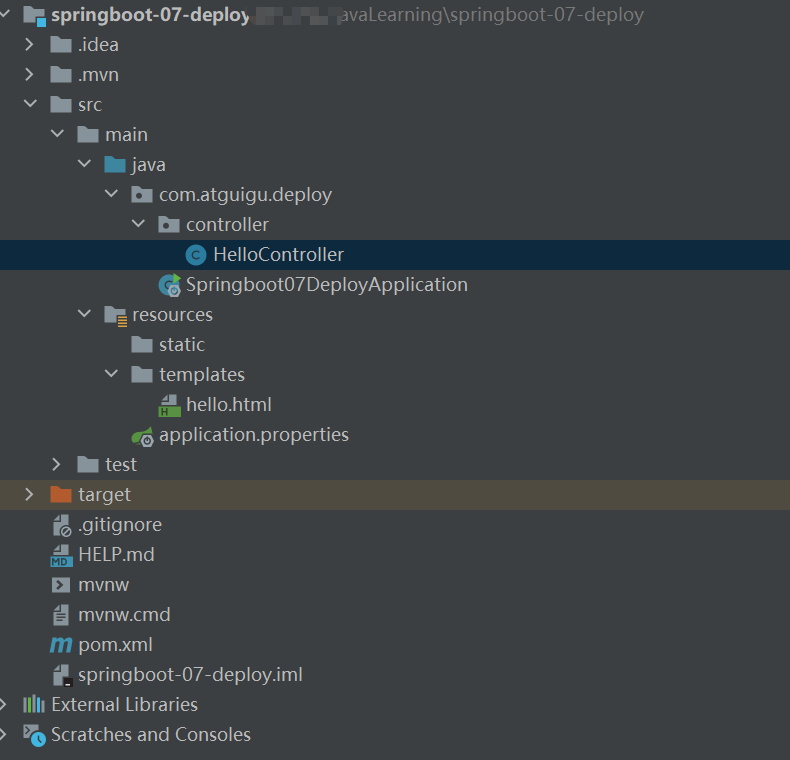 springboot-07-deploy avaLearning\springboot-07-deploy
.idea
.mvn
src
main
java
com.atguigu.deploy
controller
C HelloController
C Springboot07DeployApplication
resources
static
templates
H hello.html
application.properties
test
target
.gitignore
MD HELP.md
mvnw
mvnw.cmd
m pom.xml
springboot-07-deploy.iml
External Libraries
Scratches and Consoles